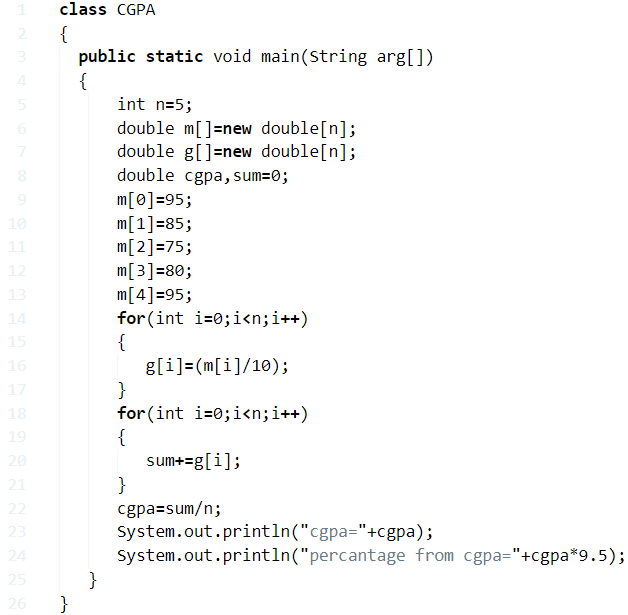 1 class CGPA
2 {
3 public static void main(String arg[])
4 {
5 int n=5;
6 double m[]=new double[n];
7 double g[]=new double[n];
8 double cgpa,sum=0;
9 m[0]=95;
10 m[1]=85;
11 m[2]=75;
12 m[3]=80;
13 m[4]=95;
14 for(int i=0;i<n;i++)
15 {
16 g[i]=(m[i]/10);
17 }
18 for(int i=0;i<n;i++)
19 {
20 sum+=g[i];
21 }
22 cgpa=sum/n;
23 System.out.println("cgpa="+cgpa);
24 System.out.println("percantage from cgpa="+cgpa*9.5);
25 }
26 }